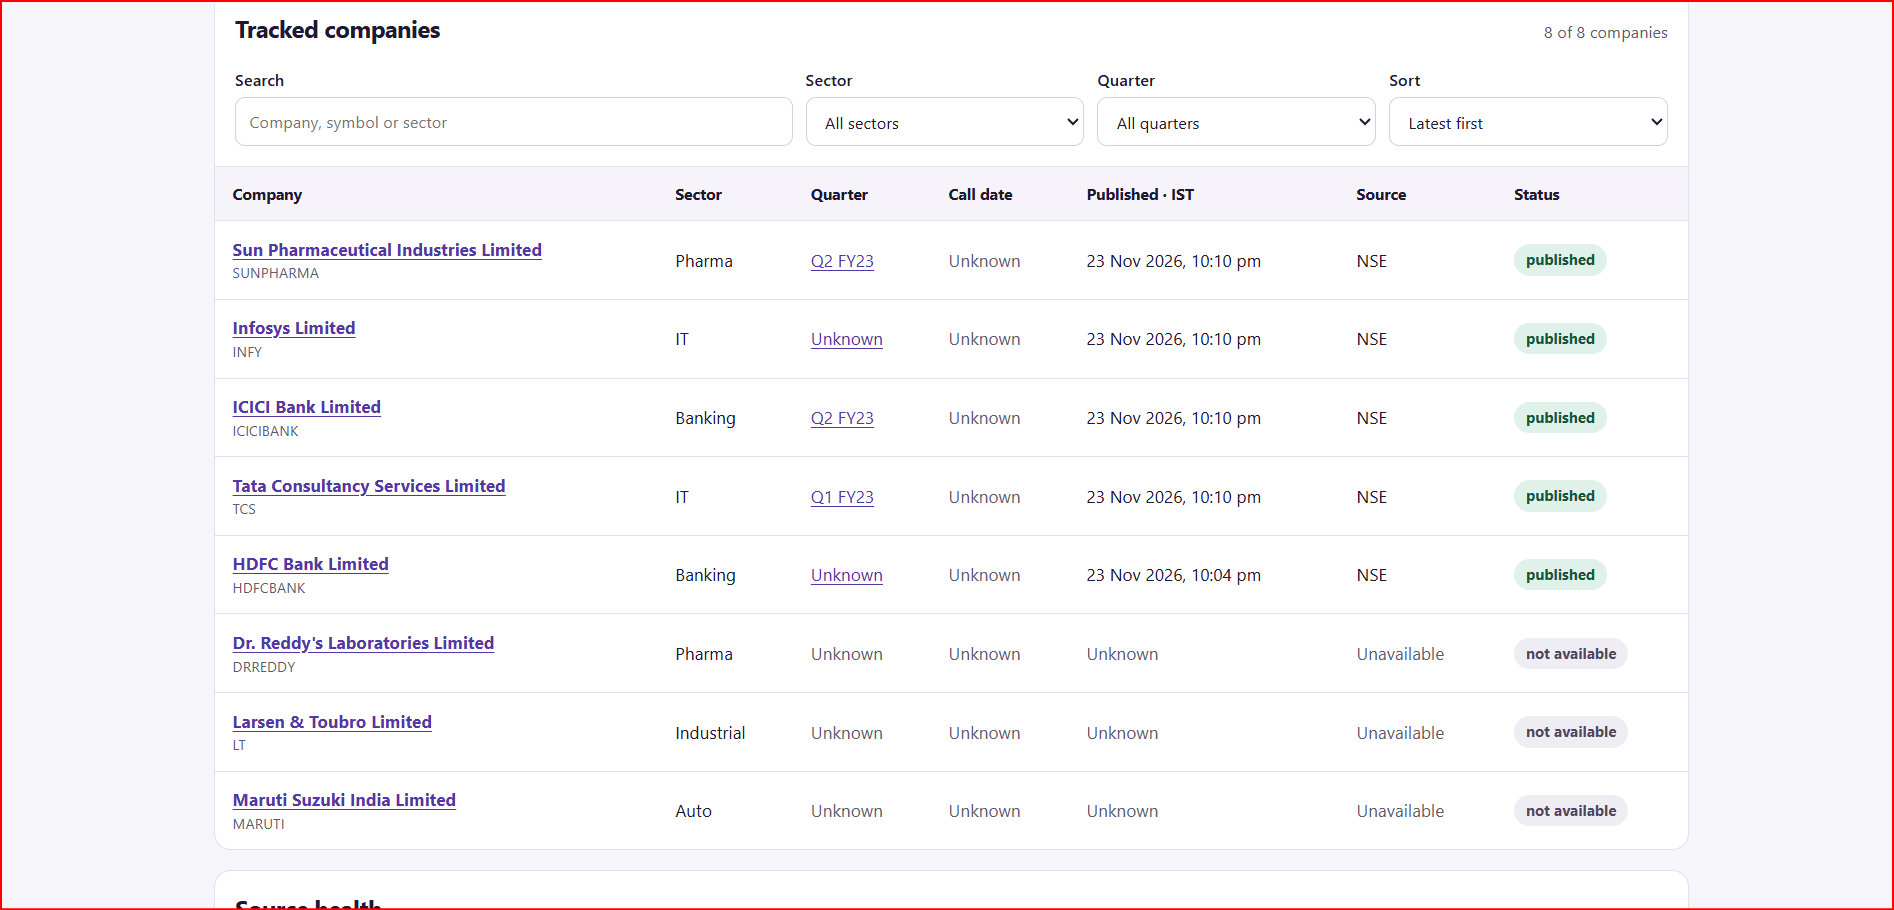 Tracked companies
8 of 8 companies
Search
Sector
Quarter
Sort
Company, symbol or sector
All sectors
All quarters
Latest first
Company Sector Quarter Call date Published · IST Source Status
Sun Pharmaceutical Industries Limited
SUNPHARMA
Pharma Q2 FY23 Unknown 23 Nov 2026, 10:10 pm NSE published
Infosys Limited
INFY
IT Unknown Unknown 23 Nov 2026, 10:10 pm NSE published
ICICI Bank Limited
ICICIBANK
Banking Q2 FY23 Unknown 23 Nov 2026, 10:10 pm NSE published
Tata Consultancy Services Limited
TCS
IT Q1 FY23 Unknown 23 Nov 2026, 10:10 pm NSE published
HDFC Bank Limited
HDFCBANK
Banking Unknown Unknown 23 Nov 2026, 10:04 pm NSE published
Dr. Reddy's Laboratories Limited
DRREDDY
Pharma Unknown Unknown Unknown Unavailable not available
Larsen & Toubro Limited
LT
Industrial Unknown Unknown Unknown Unavailable not available
Maruti Suzuki India Limited
MARUTI
Auto Unknown Unknown Unknown Unavailable not available
Source health